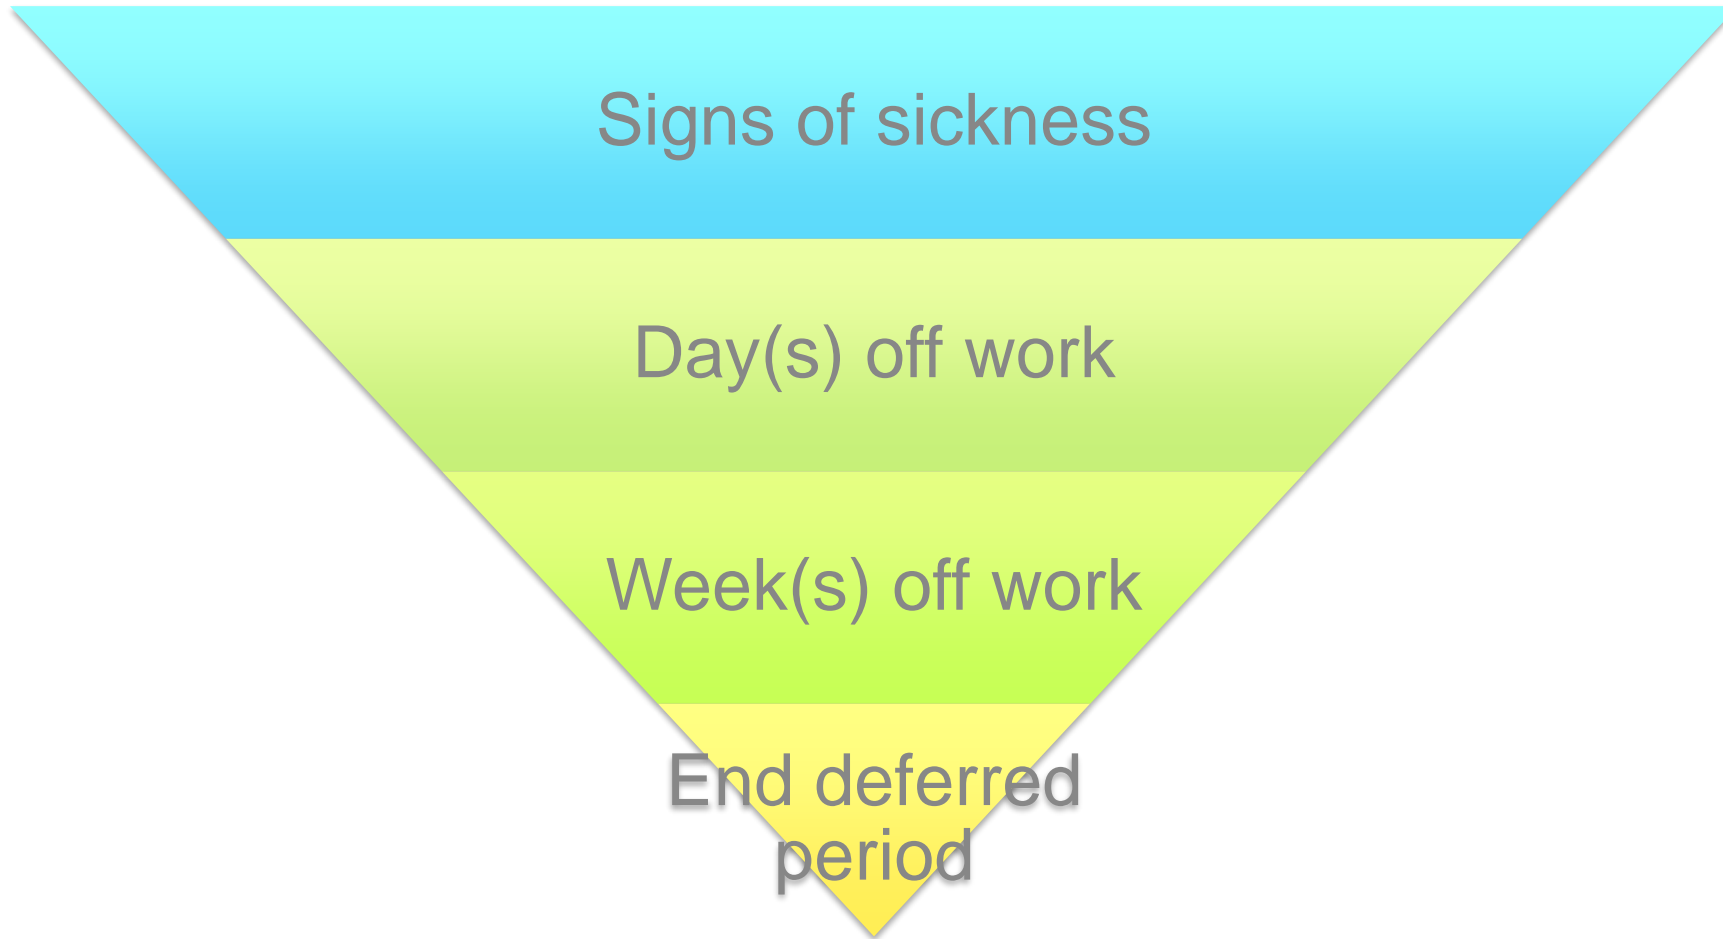 Signs of sickness
Day(s) off work
Week(s) off work
End deferred
period